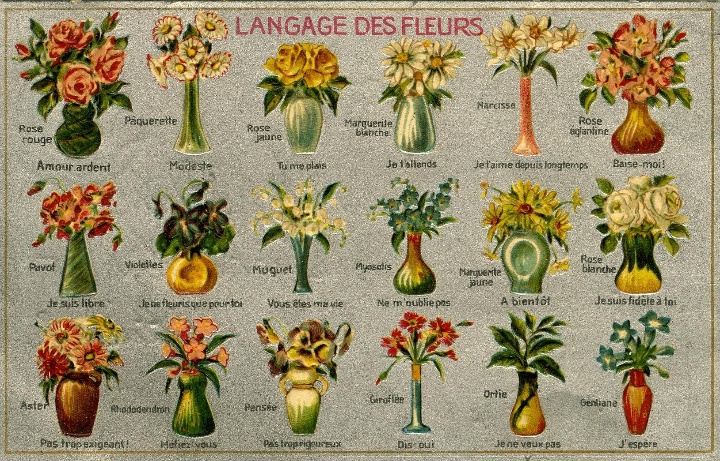 LANGAGE DES FLEURS
Rose
rouge
Amour ardent
Pâquerette
Modeste
Rose
jaune
Tu me plais
Marguerite
blanche
Je t'attends
Narcisse
Je t'aime depuis longtemps
Rose
églantine
Baise-moi!
Pavot
Je suis libre
Violettes
Je ne fleuris que pour toi
Muguet
Vous êtes ma vie
Myosotis
Ne m'oublie pas
Marguerite
jaune
A bientôt
Rose
blanche
Je suis fidèle à toi
Aster
Pas trop exigeant!
Rhododendron
Méfiez-vous
Pensée
Pas trop rigoureux
Giroflée
Dis-oui
Ortie
Je ne veux pas
Gentiane
J'espère